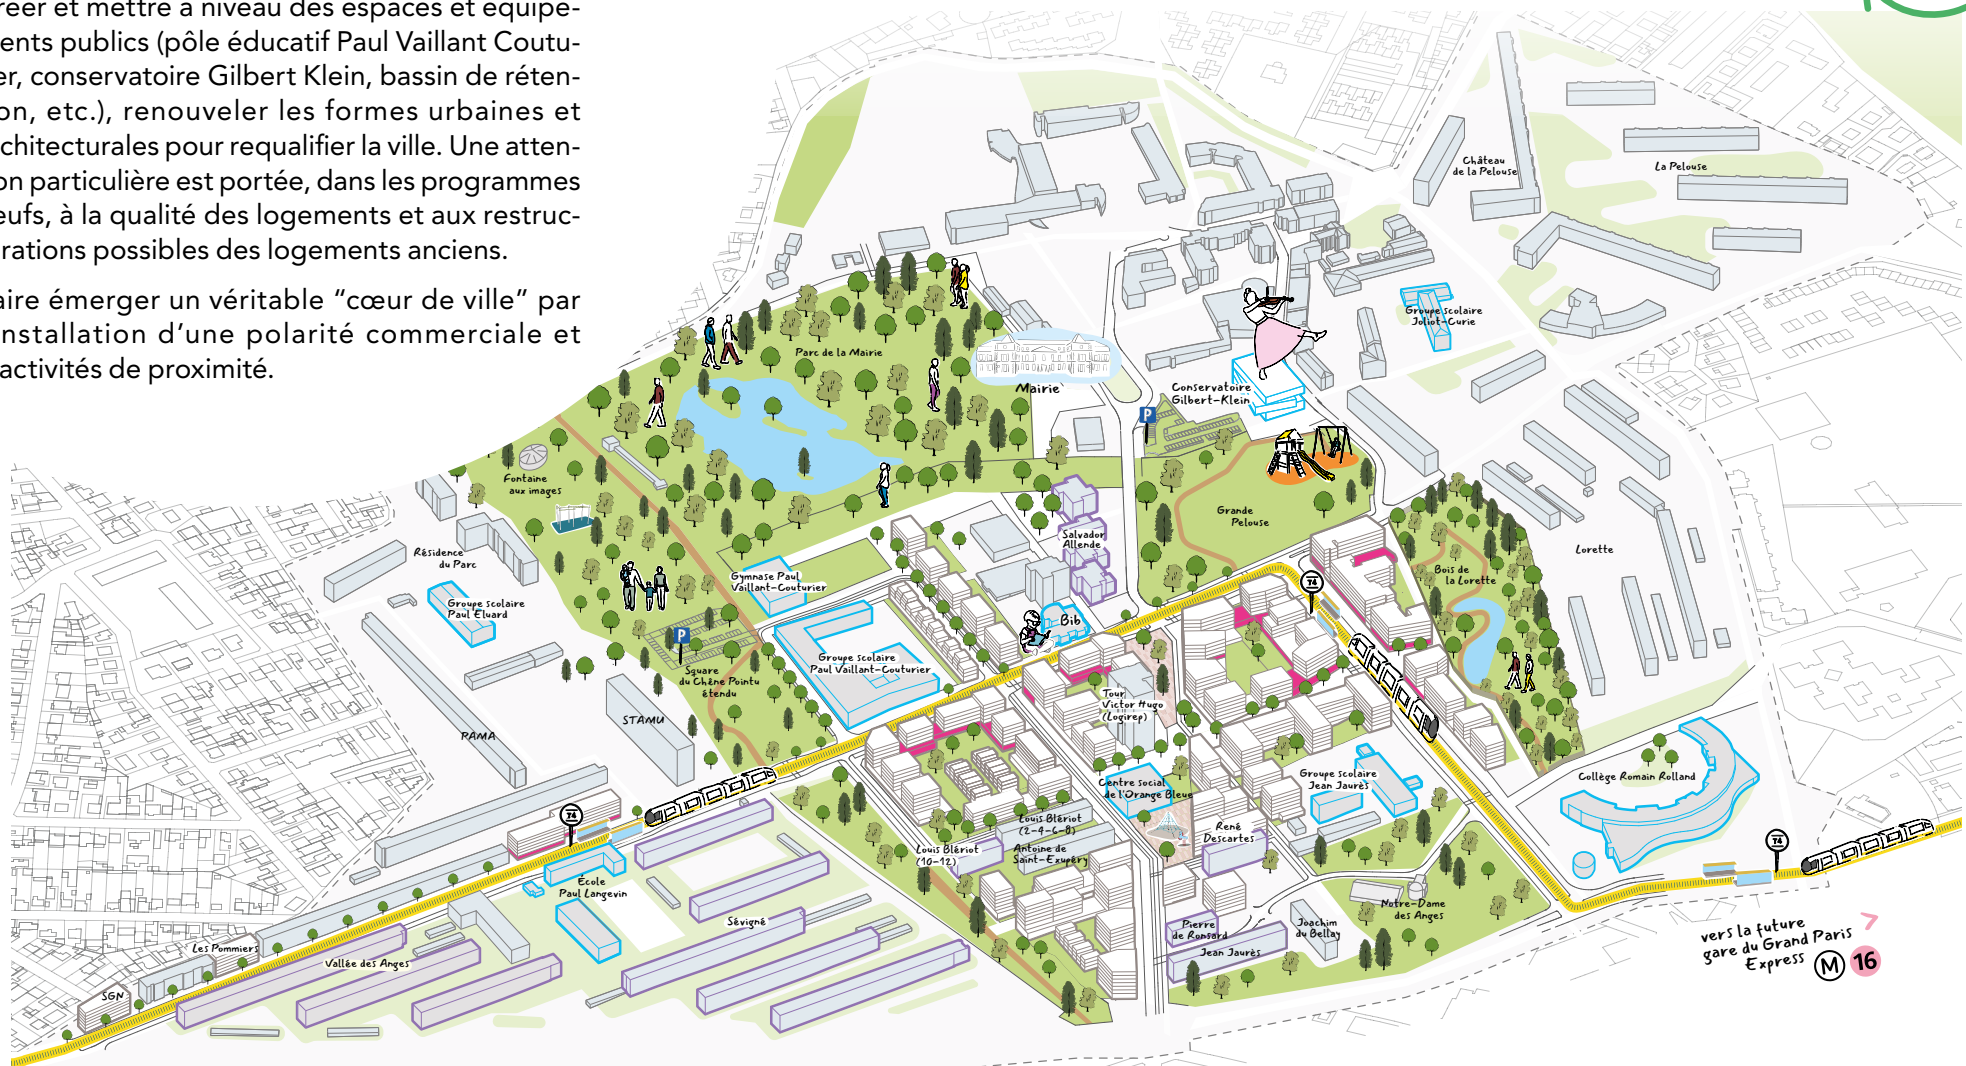 réer et mettre à niveau des espaces et équipe-
ents publics (pôle éducatif Paul Vaillant Coutu-
er, conservatoire Gilbert Klein, bassin de réten-
on, etc.), renouveler les formes urbaines et
chitecturales pour requalifier la ville. Une atten-
on particulière est portée, dans les programmes
eufs, à la qualité des logements et aux restruc-
rations possibles des logements anciens.
aire émerger un véritable “cœur de ville” par
nstallation d’une polarité commerciale et
activités de proximité.
Château
de la Pelouse
La Pelouse
Groupe scolaire
Joliot-Curie
Parc de la Mairie
Mairie
Conservatoire
Gilbert-Klein
P
Fontaine
aux images
Grande
Pelouse
Salvador
Allende
Lorette
Bois de
la Lorette
Résidence
du Parc
Gymnase Paul
Vaillant-Couturier
Groupe scolaire
Paul Eluard
T4
Bib
P
Groupe scolaire
Paul Vaillant-Couturier
Square
du Chêne Pointu
étendu
Tour
Victor Hugo
(Logirep)
STAMU
PAMA
Centre social
de l'Orange Bleue
Groupe scolaire
Jean Jaurès
Collège Romain Rolland
T4
Louis Blériot
(2-4-6-8)
René
Descartes
T4
Louis Blériot
(10-12)
Antoine de
Saint-Exupéry
École
Paul Langevin
Notre-Dame
des Anges
Sévigné
Pierre
de Ronsard
Joachim
du Bellay
Jean Jaurès
Les Pommiers
Vallée des Anges
SGN
vers la future
gare du Grand Paris
Express M 16